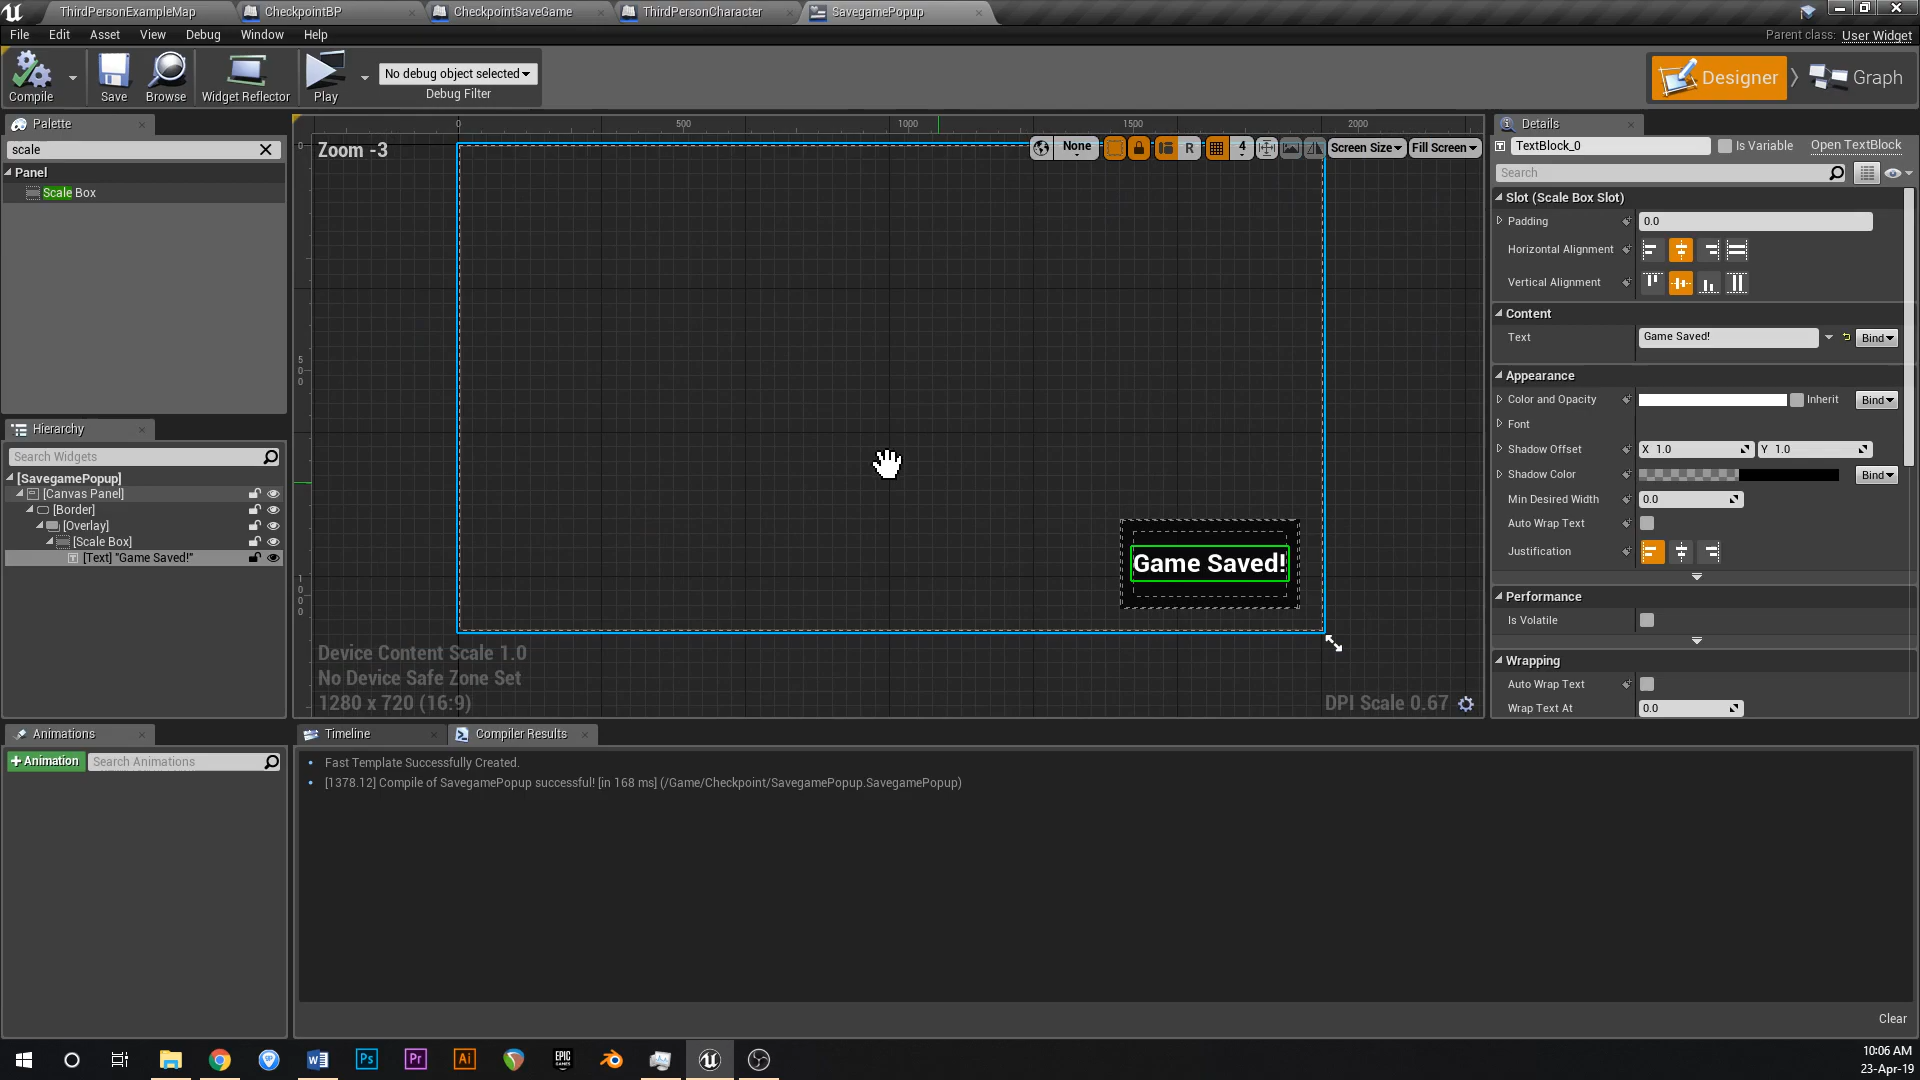 ThirdPersonExampleMap
CheckpointBP
CheckpointSaveGame
ThirdPersonCharacter
SavegamePopup
File Edit Asset View Debug Window Help
Parent class: User Widget
Compile
Save
Browse
Widget Reflector
Play
No debug object selected
Debug Filter
Designer
Graph
Palette
scale
Panel
Scale Box
Hierarchy
Search Widgets
[SavegamePopup]
[Canvas Panel]
[Border]
[Overlay]
[Scale Box]
[Text] "Game Saved!"
Animations
+Animation
Search Animations
0 500 1000 1500 2000
0
500
1000
Zoom -3
None
R
4
Screen Size
Fill Screen
Game Saved!
Device Content Scale 1.0
No Device Safe Zone Set
1280 x 720 (16:9)
DPI Scale 0.67
Timeline
Compiler Results
Fast Template Successfully Created.
[1378.12] Compile of SavegamePopup successful! [in 168 ms] (/Game/Checkpoint/SavegamePopup.SavegamePopup)
Clear
Details
TextBlock_0
Is Variable
Open TextBlock
Search
Slot (Scale Box Slot)
Padding 0.0
Horizontal Alignment
Vertical Alignment
Content
Text Game Saved! Bind
Appearance
Color and Opacity Inherit Bind
Font
Shadow Offset X 1.0 Y 1.0
Shadow Color Bind
Min Desired Width 0.0
Auto Wrap Text
Justification
Performance
Is Volatile
Wrapping
Auto Wrap Text
Wrap Text At 0.0
Ps
Pr
Ai
EPIC
GAMES
10:06 AM
23-Apr-19